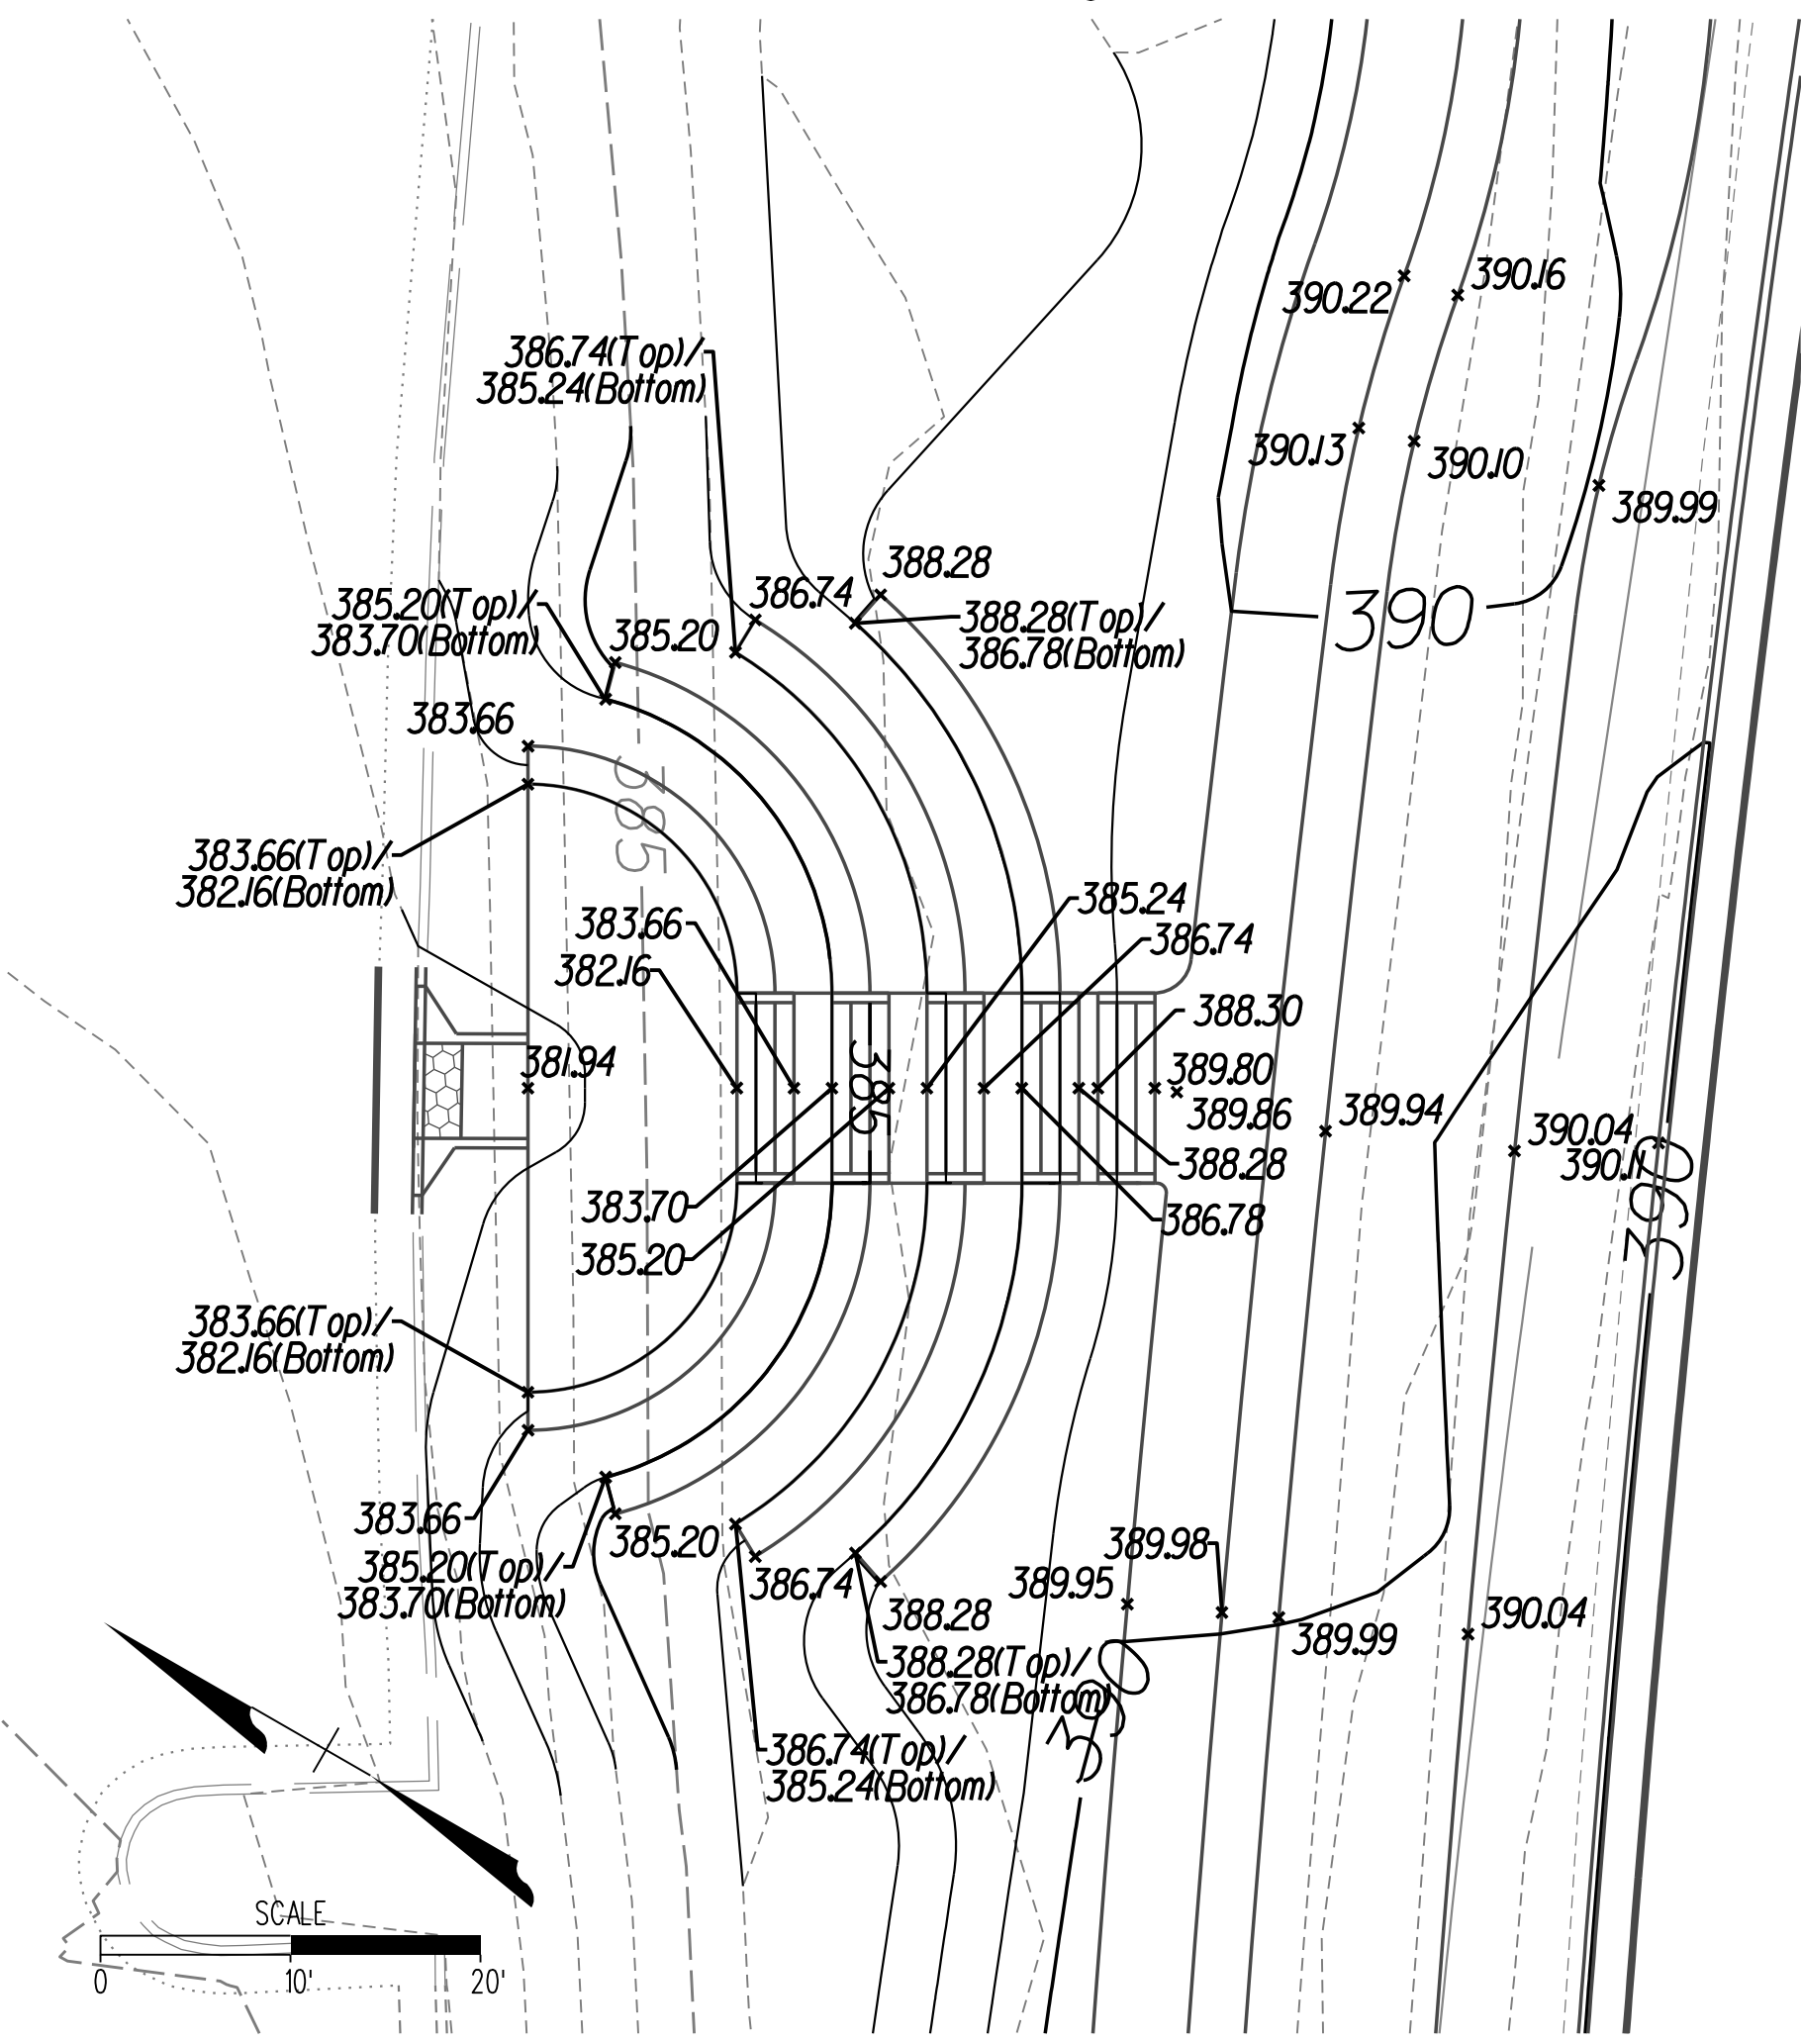 390.22
390.16
386.74(Top)/
385.24(Bottom)
390.13
390.10
389.99
388.28
386.74
385.20(Top)/
383.70(Bottom)
385.20
388.28(Top)/
386.78(Bottom)
390
383.66
385
383.66(Top)/
382.16(Bottom)
385.24
383.66
386.74
382.16
388.30
381.94
385
389.80
389.86
389.94
390.04
390.11
390
388.28
383.70
386.78
385.20
383.66(Top)/
382.16(Bottom)
383.66
385.20
389.98
385.20(Top)/
383.70(Bottom)
386.74
389.95
388.28
390.04
389.99
388.28(Top)/
386.78(Bottom)
390
386.74(Top)/
385.24(Bottom)
SCALE
0 10' 20'